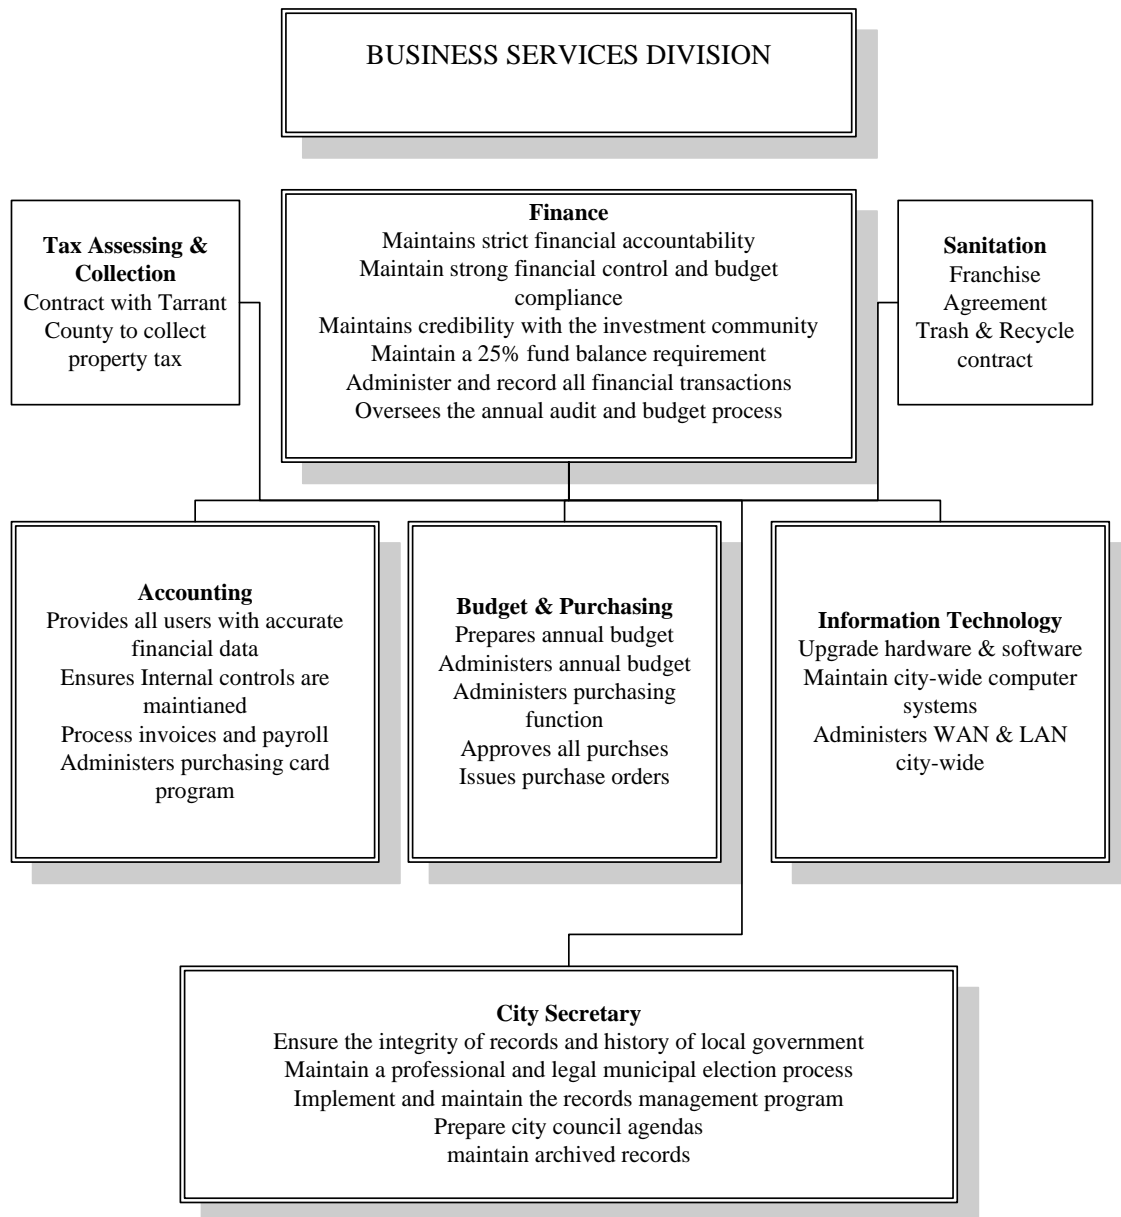 BUSINESS SERVICES DIVISION
Tax Assessing &
Collection
Contract with Tarrant
County to collect
property tax
Finance
Maintains strict financial accountability
Maintain strong financial control and budget
compliance
Maintains credibility with the investment community
Maintain a 25% fund balance requirement
Administer and record all financial transactions
Oversees the annual audit and budget process
Sanitation
Franchise
Agreement
Trash & Recycle
contract
Accounting
Provides all users with accurate
financial data
Ensures Internal controls are
maintianed
Process invoices and payroll
Administers purchasing card
program
Budget & Purchasing
Prepares annual budget
Administers annual budget
Administers purchasing
function
Approves all purchses
Issues purchase orders
Information Technology
Upgrade hardware & software
Maintain city-wide computer
systems
Administers WAN & LAN
city-wide
City Secretary
Ensure the integrity of records and history of local government
Maintain a professional and legal municipal election process
Implement and maintain the records management program
Prepare city council agendas
maintain archived records